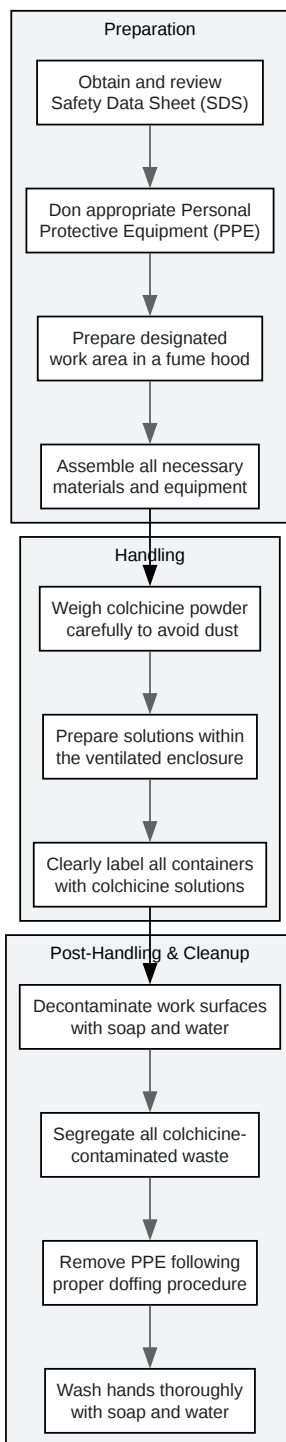 Preparation
Obtain and review
Safety Data Sheet (SDS)
Don appropriate Personal
Protective Equipment (PPE)
Prepare designated
work area in a fume hood
Assemble all necessary
materials and equipment
Handling
Weigh colchicine powder
carefully to avoid dust
Prepare solutions within
the ventilated enclosure
Clearly label all containers
with colchicine solutions
Post-Handling & Cleanup
Decontaminate work surfaces
with soap and water
Segregate all colchicine-
contaminated waste
Remove PPE following
proper doffing procedure
Wash hands thoroughly
with soap and water